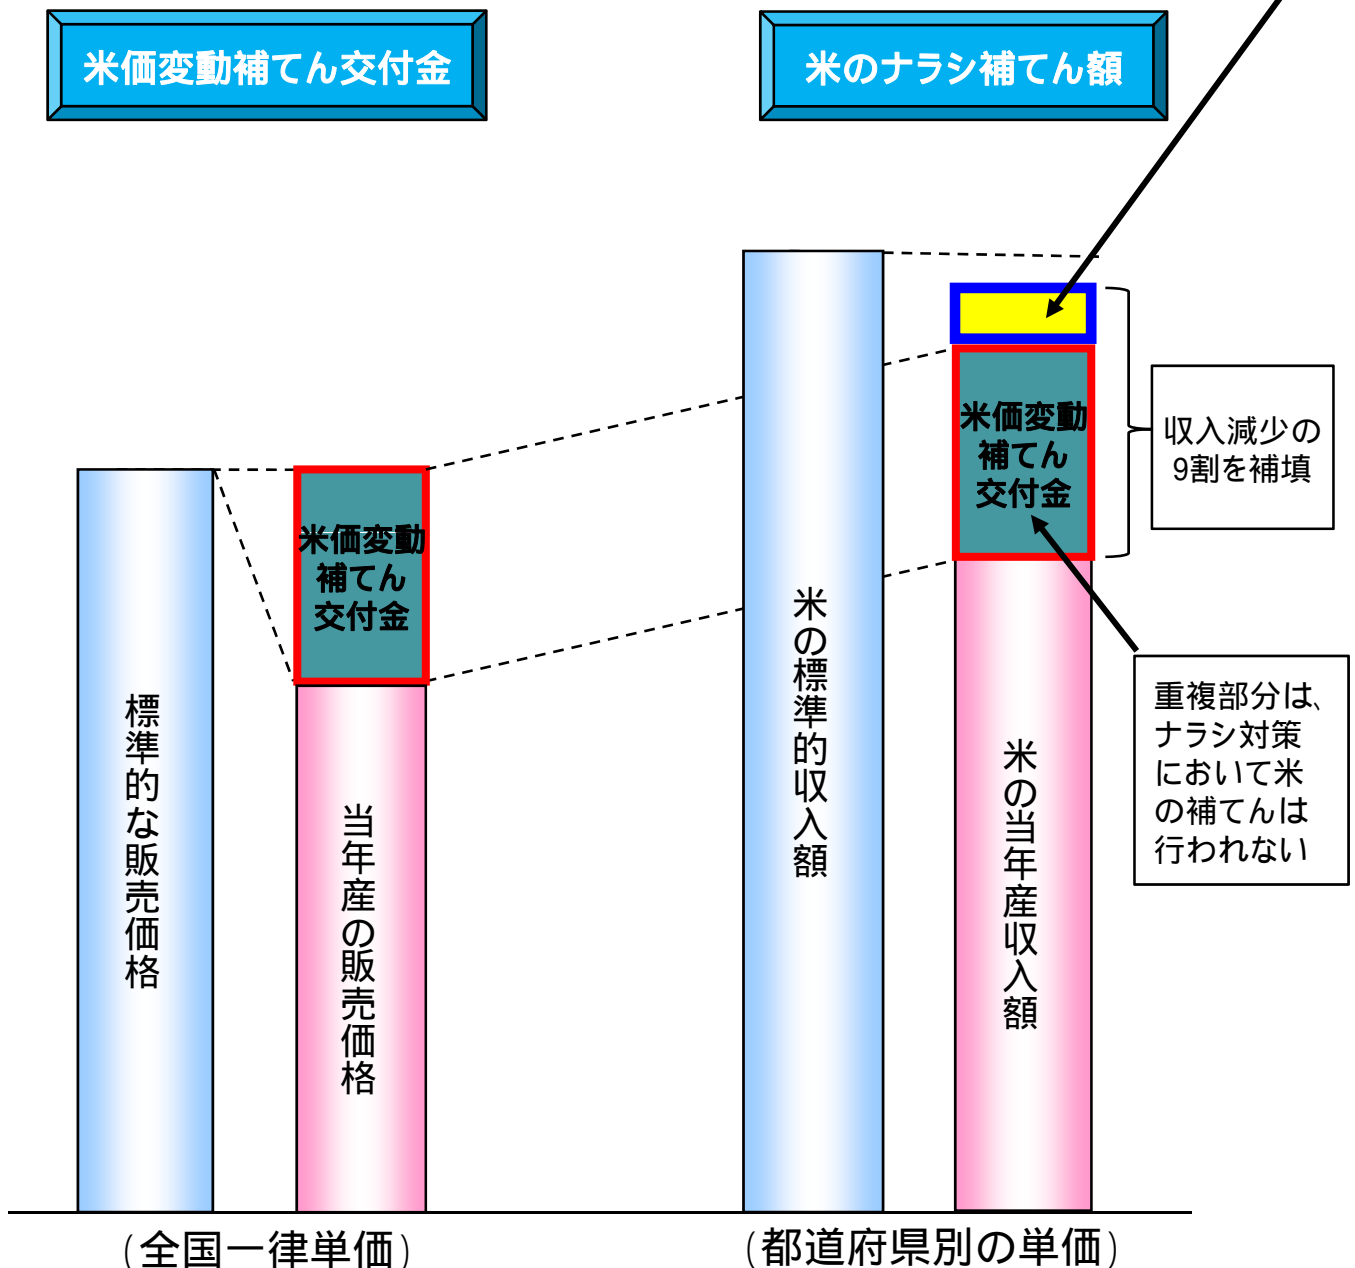 米価変動補てん交付金
米のナラシ補てん額
標準的な販売価格
米価変動
補てん
交付金
当年産の販売価格
米の標準的収入額
米価変動
補てん
交付金
米の当年産収入額
収入減少の
9割を補填
重複部分は、
ナラシ対策
において米
の補てんは
行われない
(全国一律単価)
(都道府県別の単価)